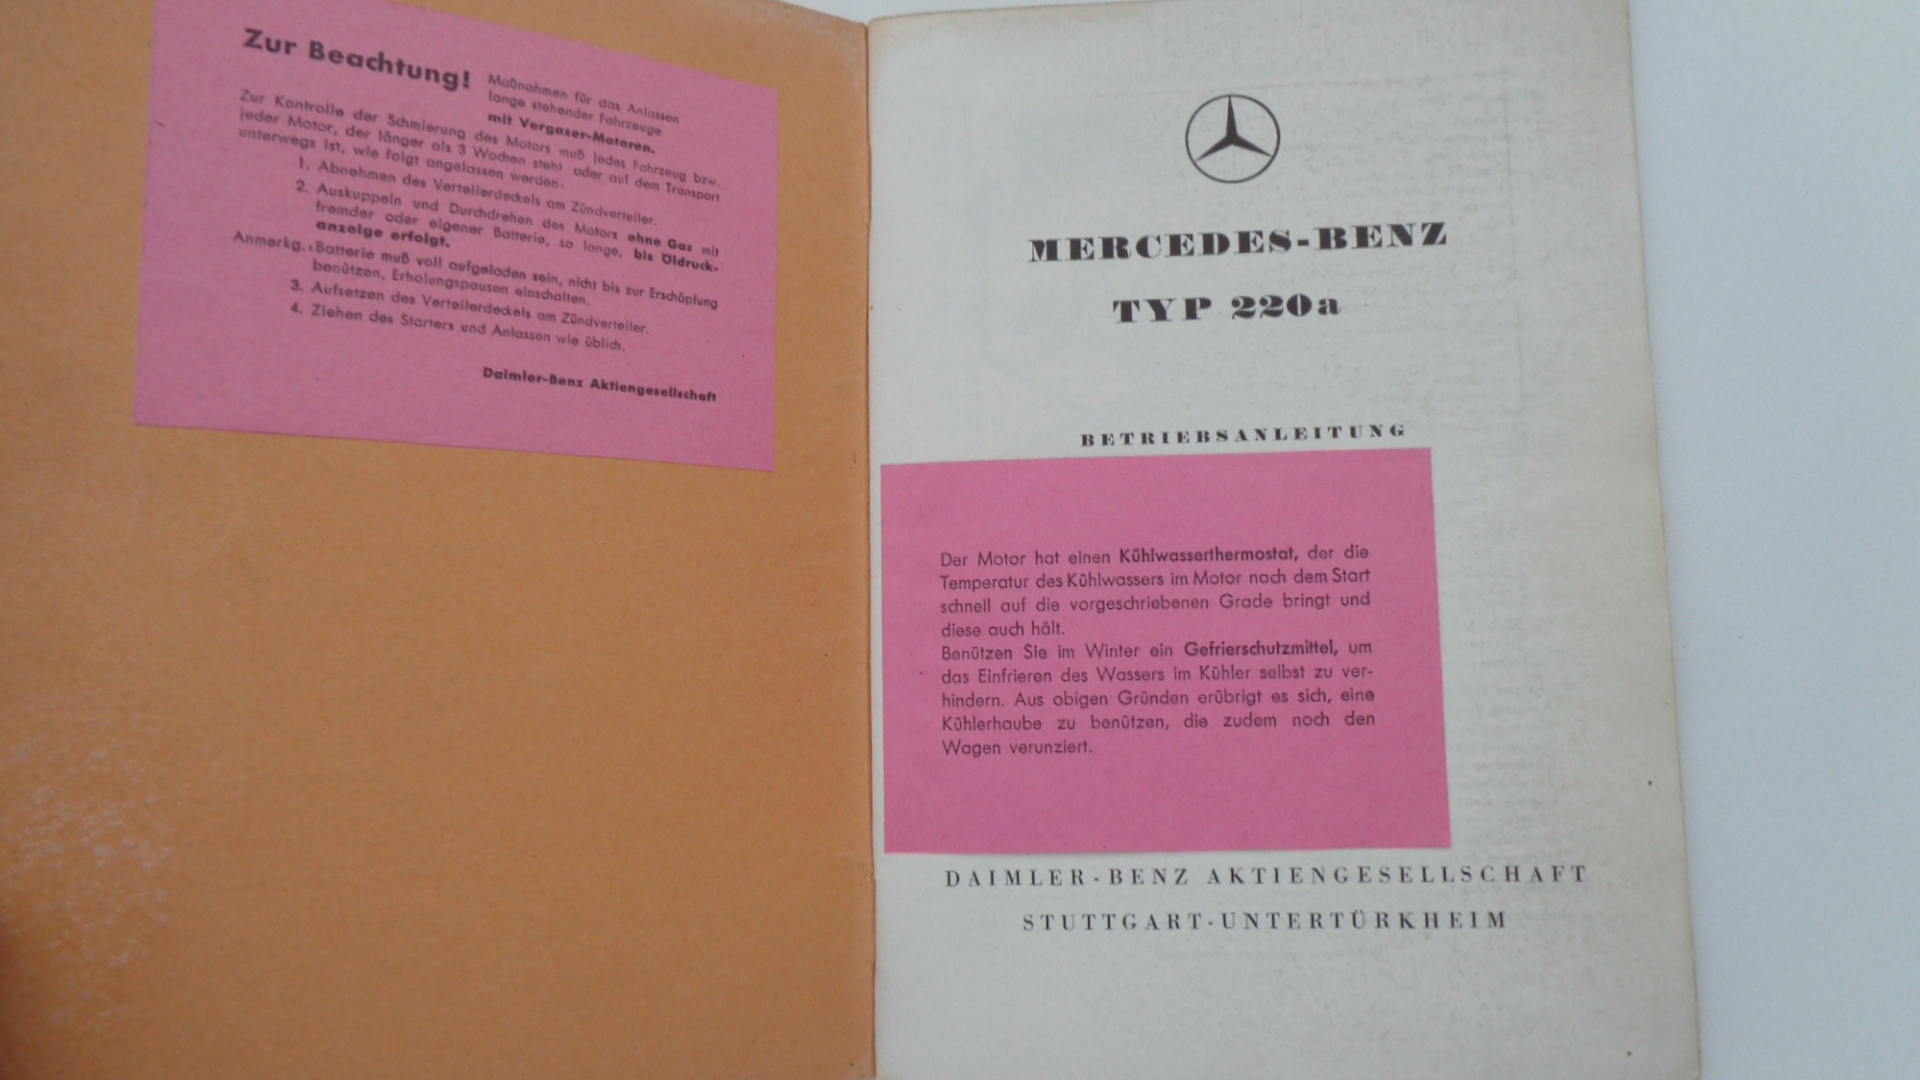 Zur Beachtung!
Maßnahmen für das Anlassen
lange stehender Fahrzeuge
mit Vergaser-Motoren.
Zur Kontrolle der Schmierung des Motors muß jedes Fahrzeug bzw.
jeder Motor, der länger als 3 Wochen steht oder auf dem Transport
unterwegs ist, wie folgt angelassen werden:
1. Abnehmen des Verteilerdeckels am Zündverteiler.
2. Auskuppeln und Durchdrehen des Motors ohne Gas mit
fremder oder eigener Batterie, so lange, bis Öldruck-
anzeige erfolgt.
Anmerkg.: Batterie muß voll aufgeladen sein, nicht bis zur Erschöpfung
benützen, Erholungspausen einschalten.
3. Aufsetzen des Verteilerdeckels am Zündverteiler.
4. Ziehen des Starters und Anlassen wie üblich.
Daimler-Benz Aktiengesellschaft
MERCEDES-BENZ
TYP 220a
BETRIEBSANLEITUNG
Der Motor hat einen Kühlwasserthermostat, der die
Temperatur des Kühlwassers im Motor nach dem Start
schnell auf die vorgeschriebenen Grade bringt und
diese auch hält.
Benützen Sie im Winter ein Gefrierschutzmittel, um
das Einfrieren des Wassers im Kühler selbst zu ver-
hindern. Aus obigen Gründen erübrigt es sich, eine
Kühlerhaube zu benützen, die zudem noch den
Wagen verunziert.
DAIMLER-BENZ AKTIENGESELLSCHAFT
STUTTGART-UNTERTÜRKHEIM